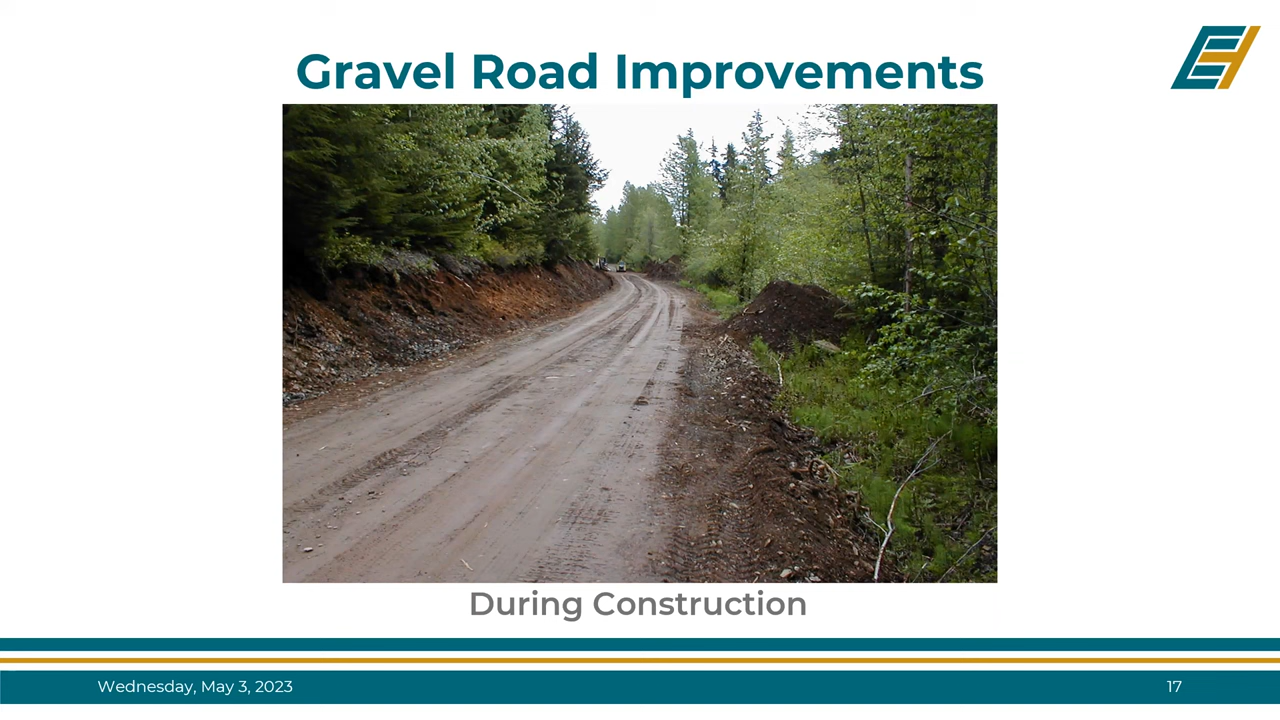 Gravel Road Improvements
During Construction
Wednesday, May 3, 2023
17